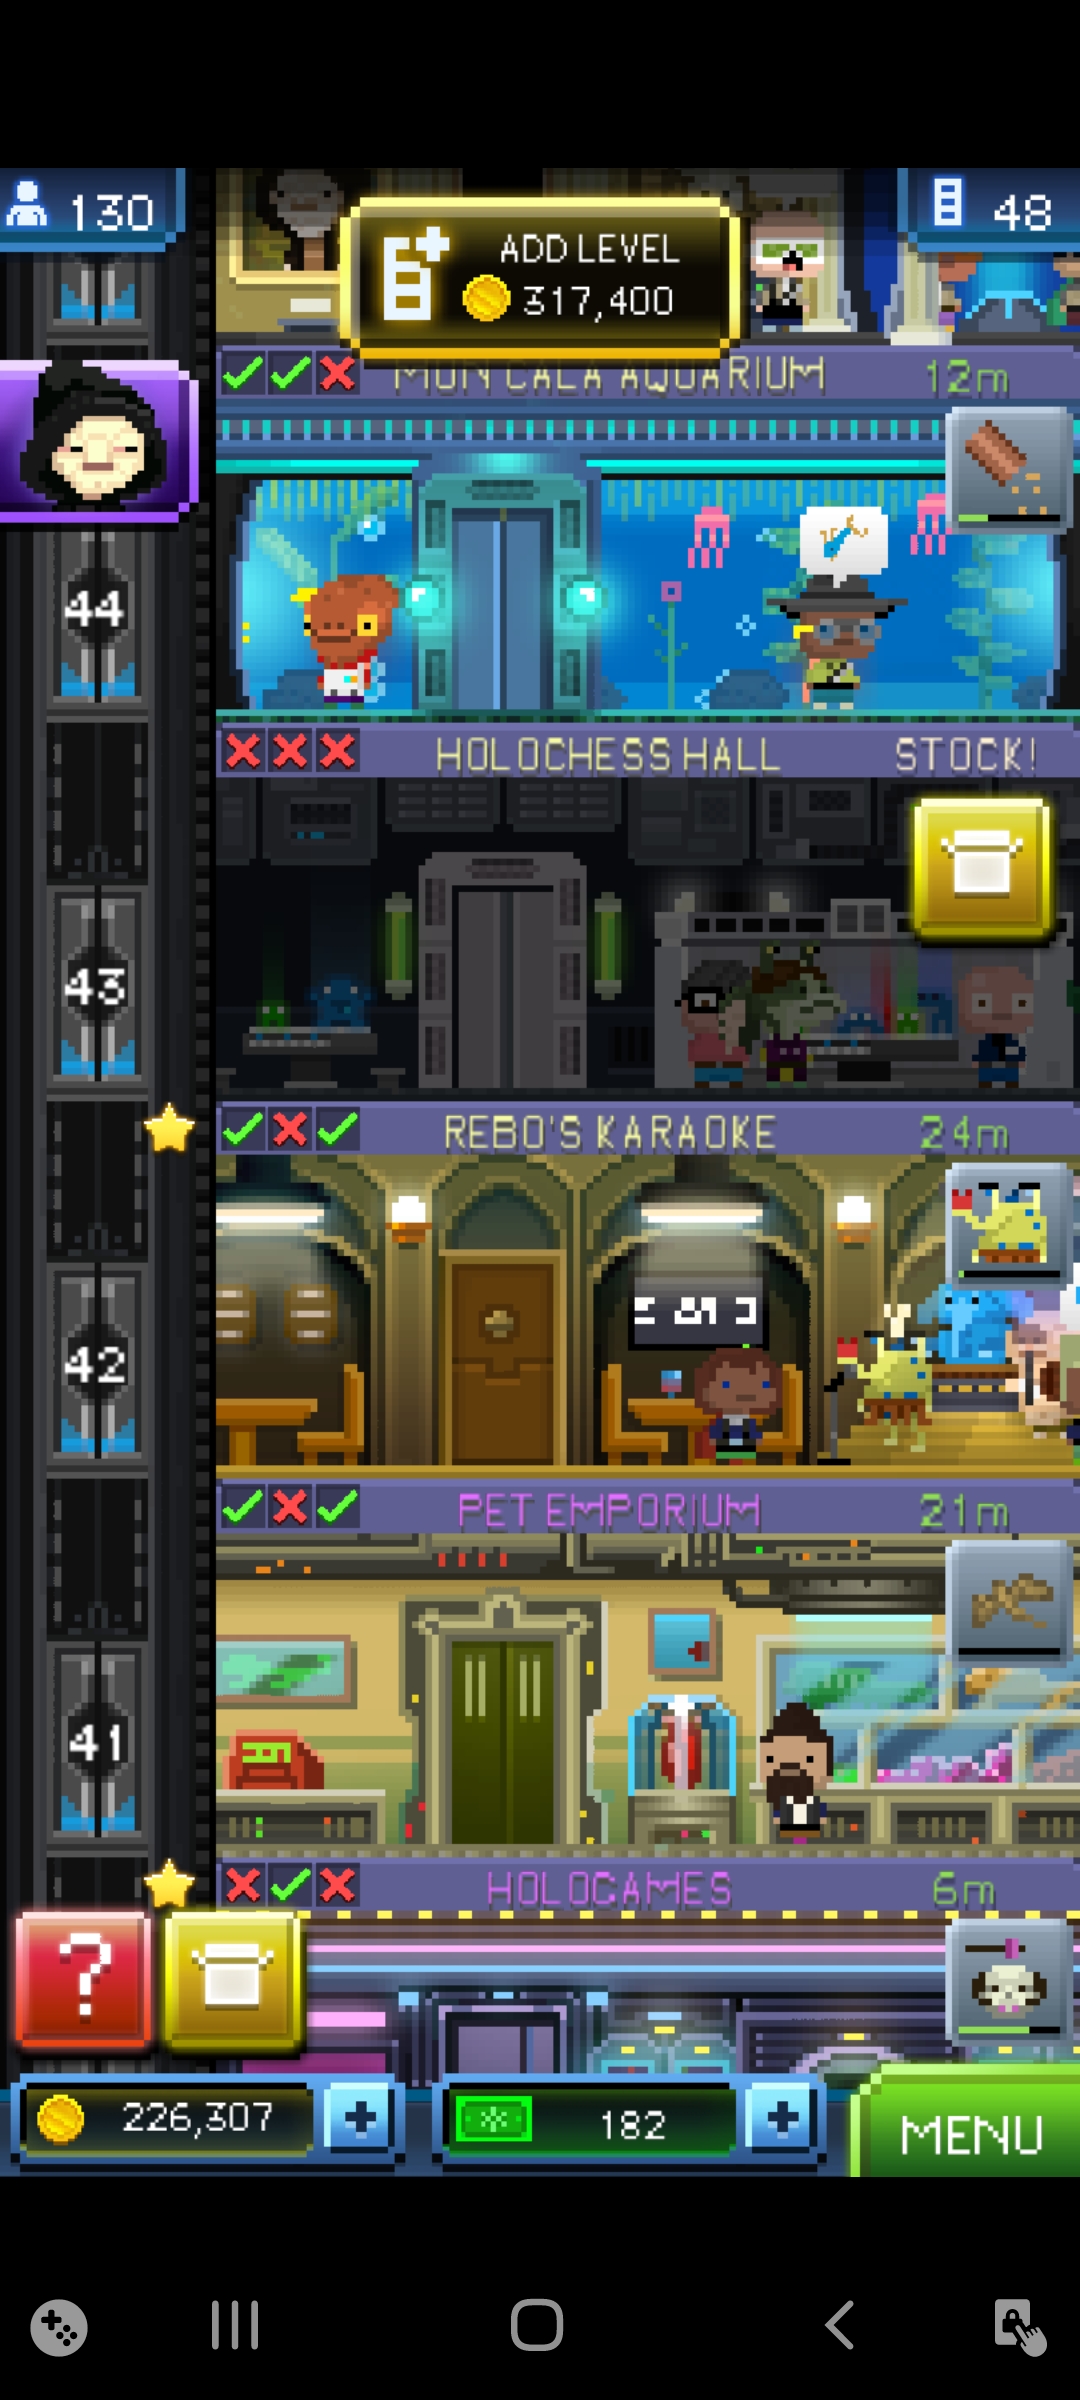 130
ADD LEVEL
317,400
48
MON CALA AQUARIUM
12m
44
HOLOCHESS HALL
STOCK!
43
REBO'S KARAOKE
24m
42
PET EMPORIUM
21m
41
HOLOGAMES
6m
?
226,307
+
182
+
MENU